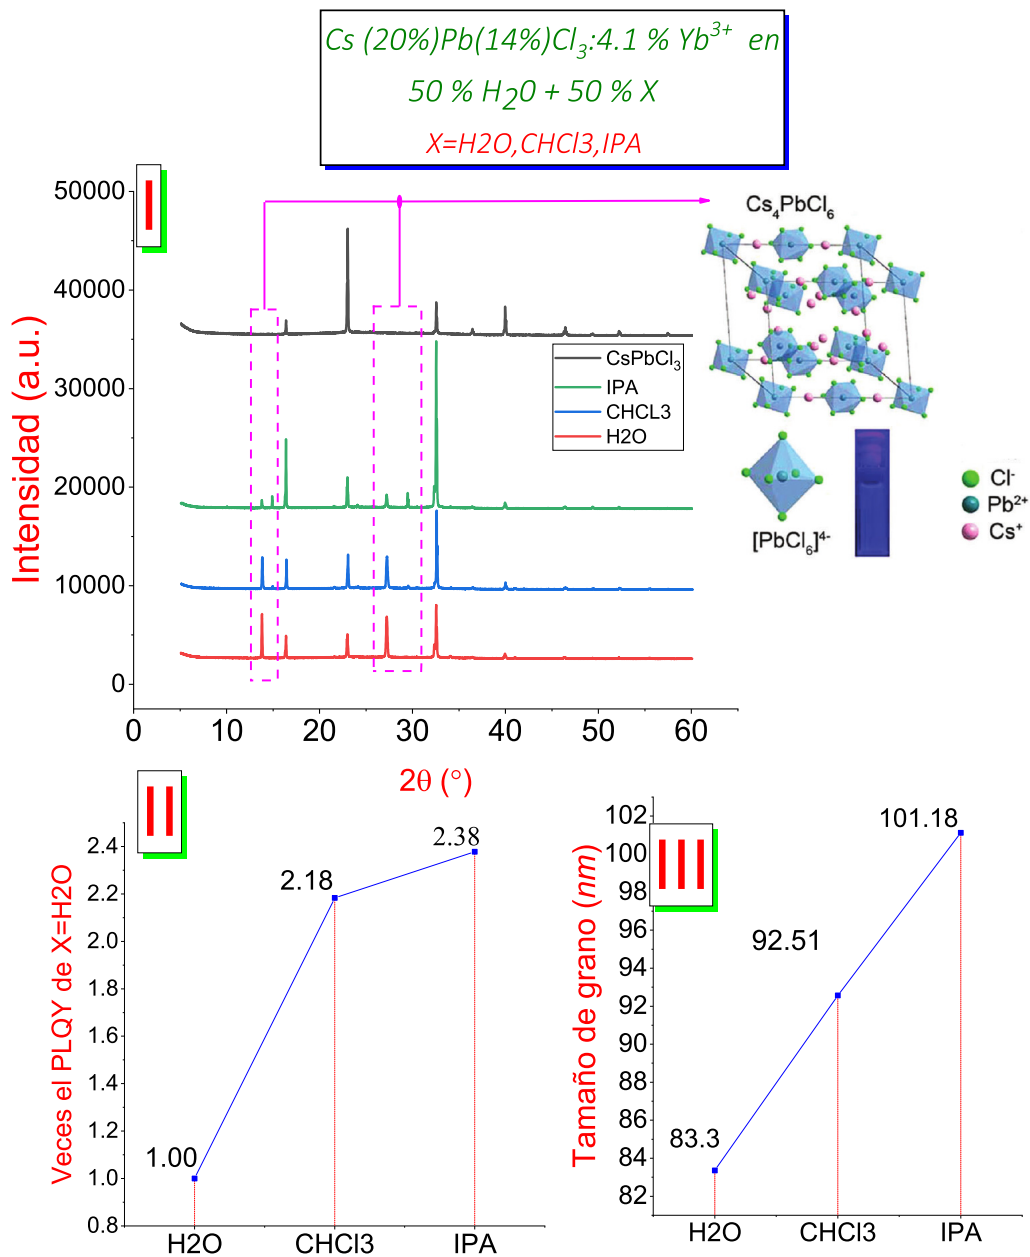 Cs (20%)Pb(14%)Cl₃:4.1 % Yb³⁺ en
50 % H₂0 + 50 % X
X=H2O,CHCl3,IPA
I
50000
40000
30000
20000
10000
0
Intensidad (a.u.)
0 10 20 30 40 50 60
2θ (°)
CsPbCl₃
IPA
CHCL3
H2O
Cs₄PbCl₆
[PbCl₆]⁴⁻
Cl⁻
Pb²⁺
Cs⁺
II
Veces el PLQY de X=H2O
2.4
2.2
2.0
1.8
1.6
1.4
1.2
1.0
0.8
1.00
2.18
2.38
H2O CHCl3 IPA
III
Tamaño de grano (nm)
102
100
98
96
94
92
90
88
86
84
82
83.3
92.51
101.18
H2O CHCl3 IPA